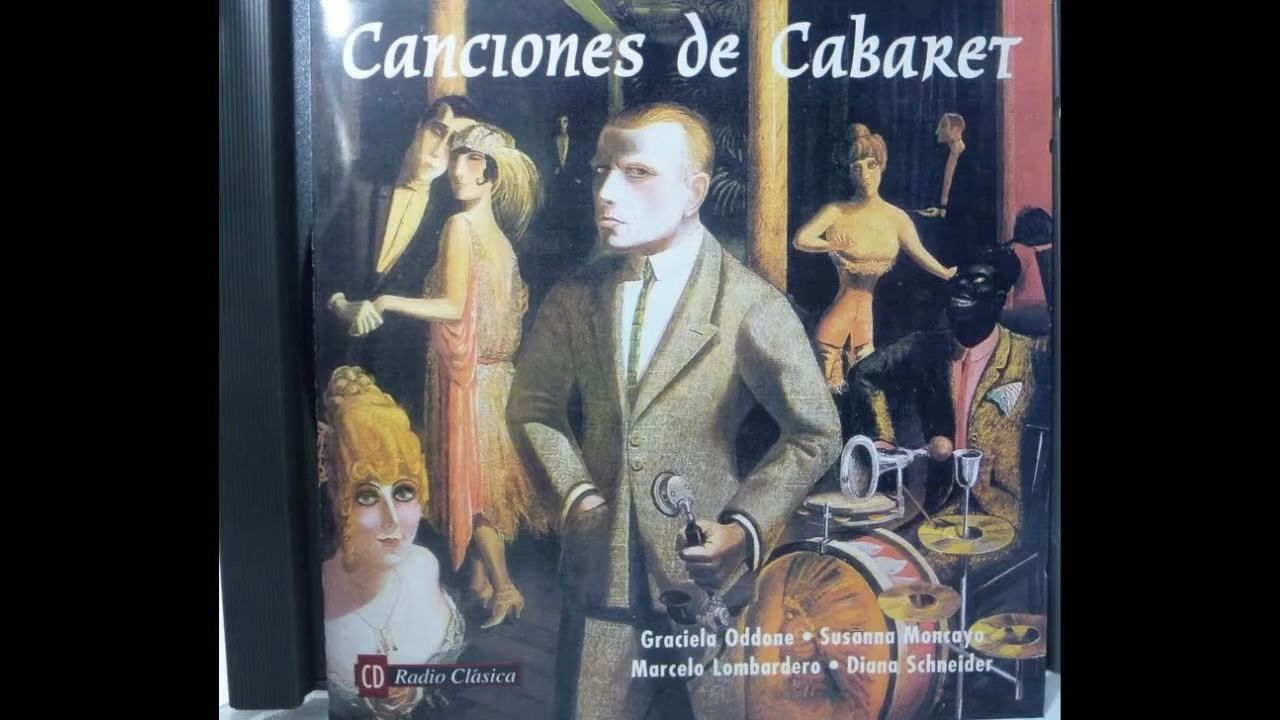 Canciones de Cabaret
Graciela Oddone • Susanna Moncayo
Marcelo Lombardero • Diana Schneider
CD Radio Clásica